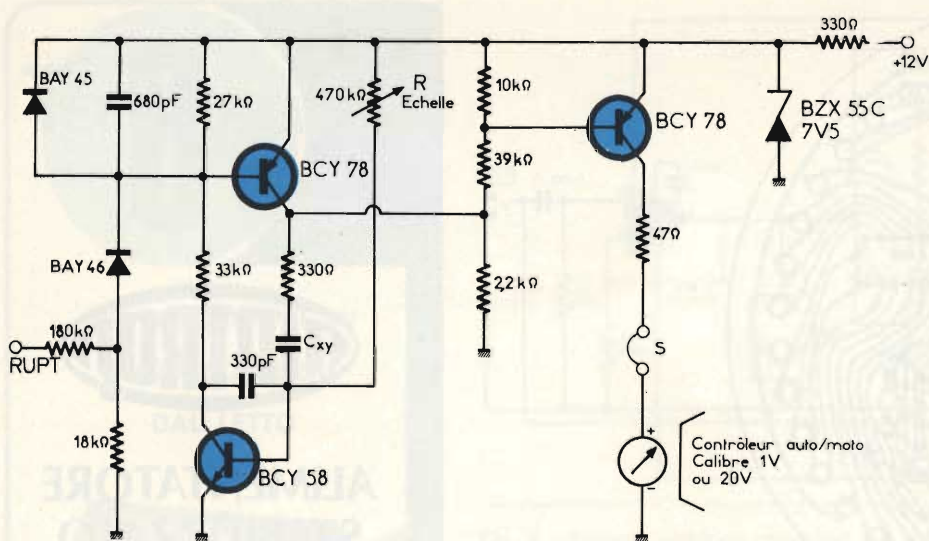 330Ω
+12V
BAY 45
680pF
27kΩ
470kΩ
R
Echelle
10kΩ
BCY 78
BZX 55C
7V5
BCY 78
39kΩ
47Ω
BAY 46
33kΩ
330Ω
2,2kΩ
180kΩ
RUPT
Cxy
330pF
S
18kΩ
BCY 58
+
-
Contrôleur auto/moto
Calibre 1V
ou 20V
ALIMENTATORE